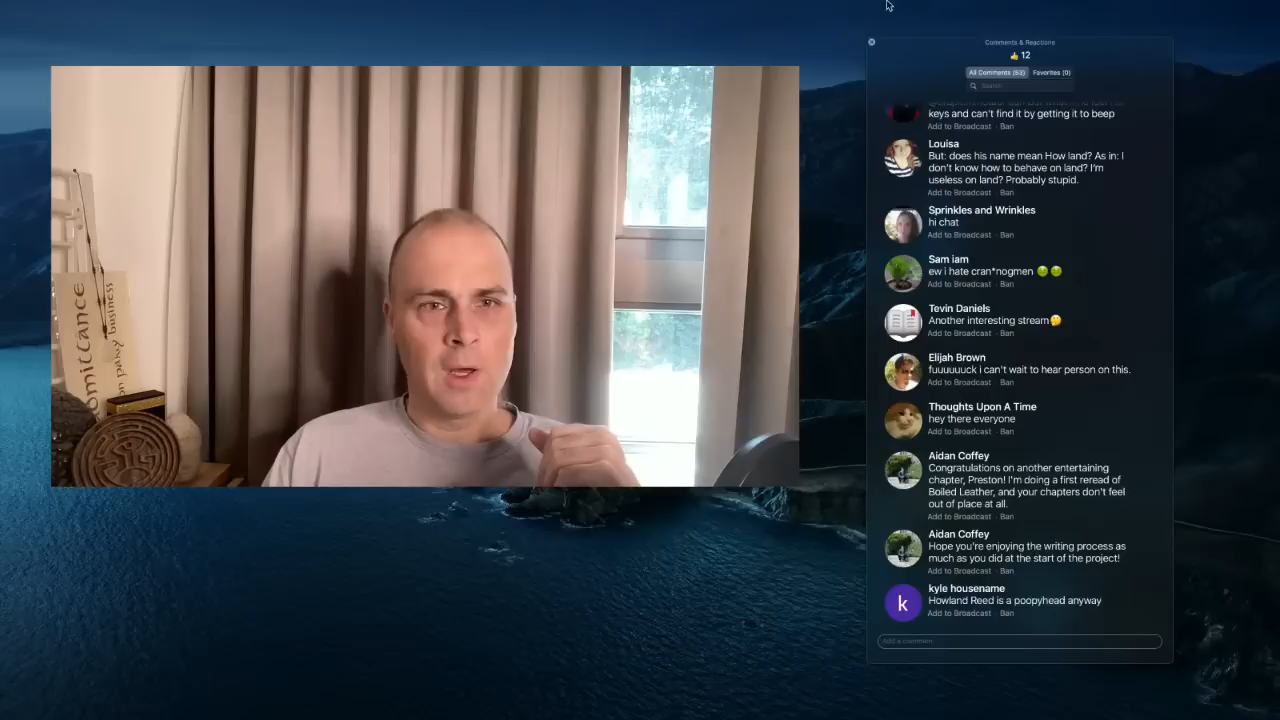 Comments & Reactions
👍 12
All Comments (53) Favorites (0)
Search
keys and can't find it by getting it to beep
Add to Broadcast · Ban
Louisa
But: does his name mean How land? As in: I
don't know how to behave on land? I'm
useless on land? Probably stupid.
Add to Broadcast · Ban
Sprinkles and Wrinkles
hi chat
Add to Broadcast · Ban
Sam iam
ew i hate cran*nogmen 🤢🤢
Add to Broadcast · Ban
Tevin Daniels
Another interesting stream🤔
Add to Broadcast · Ban
Elijah Brown
fuuuuuuck i can't wait to hear person on this.
Add to Broadcast · Ban
Thoughts Upon A Time
hey there everyone
Add to Broadcast · Ban
Aidan Coffey
Congratulations on another entertaining
chapter, Preston! I'm doing a first reread of
Boiled Leather, and your chapters don't feel
out of place at all.
Add to Broadcast · Ban
Aidan Coffey
Hope you're enjoying the writing process as
much as you did at the start of the project!
Add to Broadcast · Ban
k
kyle housename
Howland Reed is a poopyhead anyway
Add to Broadcast · Ban
Add a comment
omittance
on party business